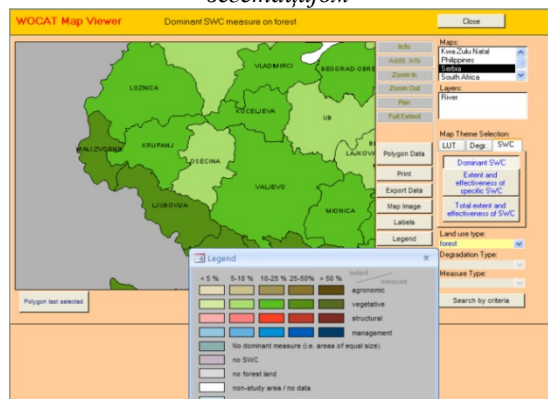 WOCAT Map Viewer
Dominant SWC measure on forest
Close
Info
Addit. Info
Zoom In
Zoom Out
Pan
Full Extent
Polygon Data
Print
Export Data
Map Image
Labels
Legend
Maps:
Kwa Zulu Natal
Philippines
Serbia
South Africa
Layers:
River
Map Theme Selection:
LUT Degr. SWC
Dominant SWC
Extent and
effectiveness of
specific SWC
Total extent and
effectiveness of SWC
Land use type:
forest
Degradation Type:
Measure Type:
Search by criteria
VLADIMIRCI
BEOGRAD-OBRE
LOZNICA
KOCELJEVA
UB
MALI ZVORNIK
KRUPANJ
OSECINA
LAJKOVA
VALJEVO
LJUBOVIJA
MIONICA
Polygon last selected
Legend
< 5 % 5-10 % 10-25 % 25-50% > 50 % extent
measure
agronomic
vegetative
structural
management
No dominant measure (i.e. areas of equal size)
no SWC
no forest land
non-study area / no data